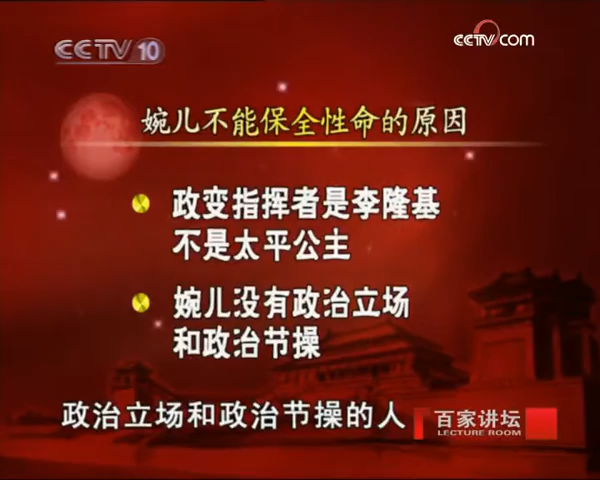 CCTV 10
CCTV.com
婉儿不能保全性命的原因
政变指挥者是李隆基
不是太平公主
婉儿没有政治立场
和政治节操
政治立场和政治节操的人
百家讲坛
LECTURE ROOM